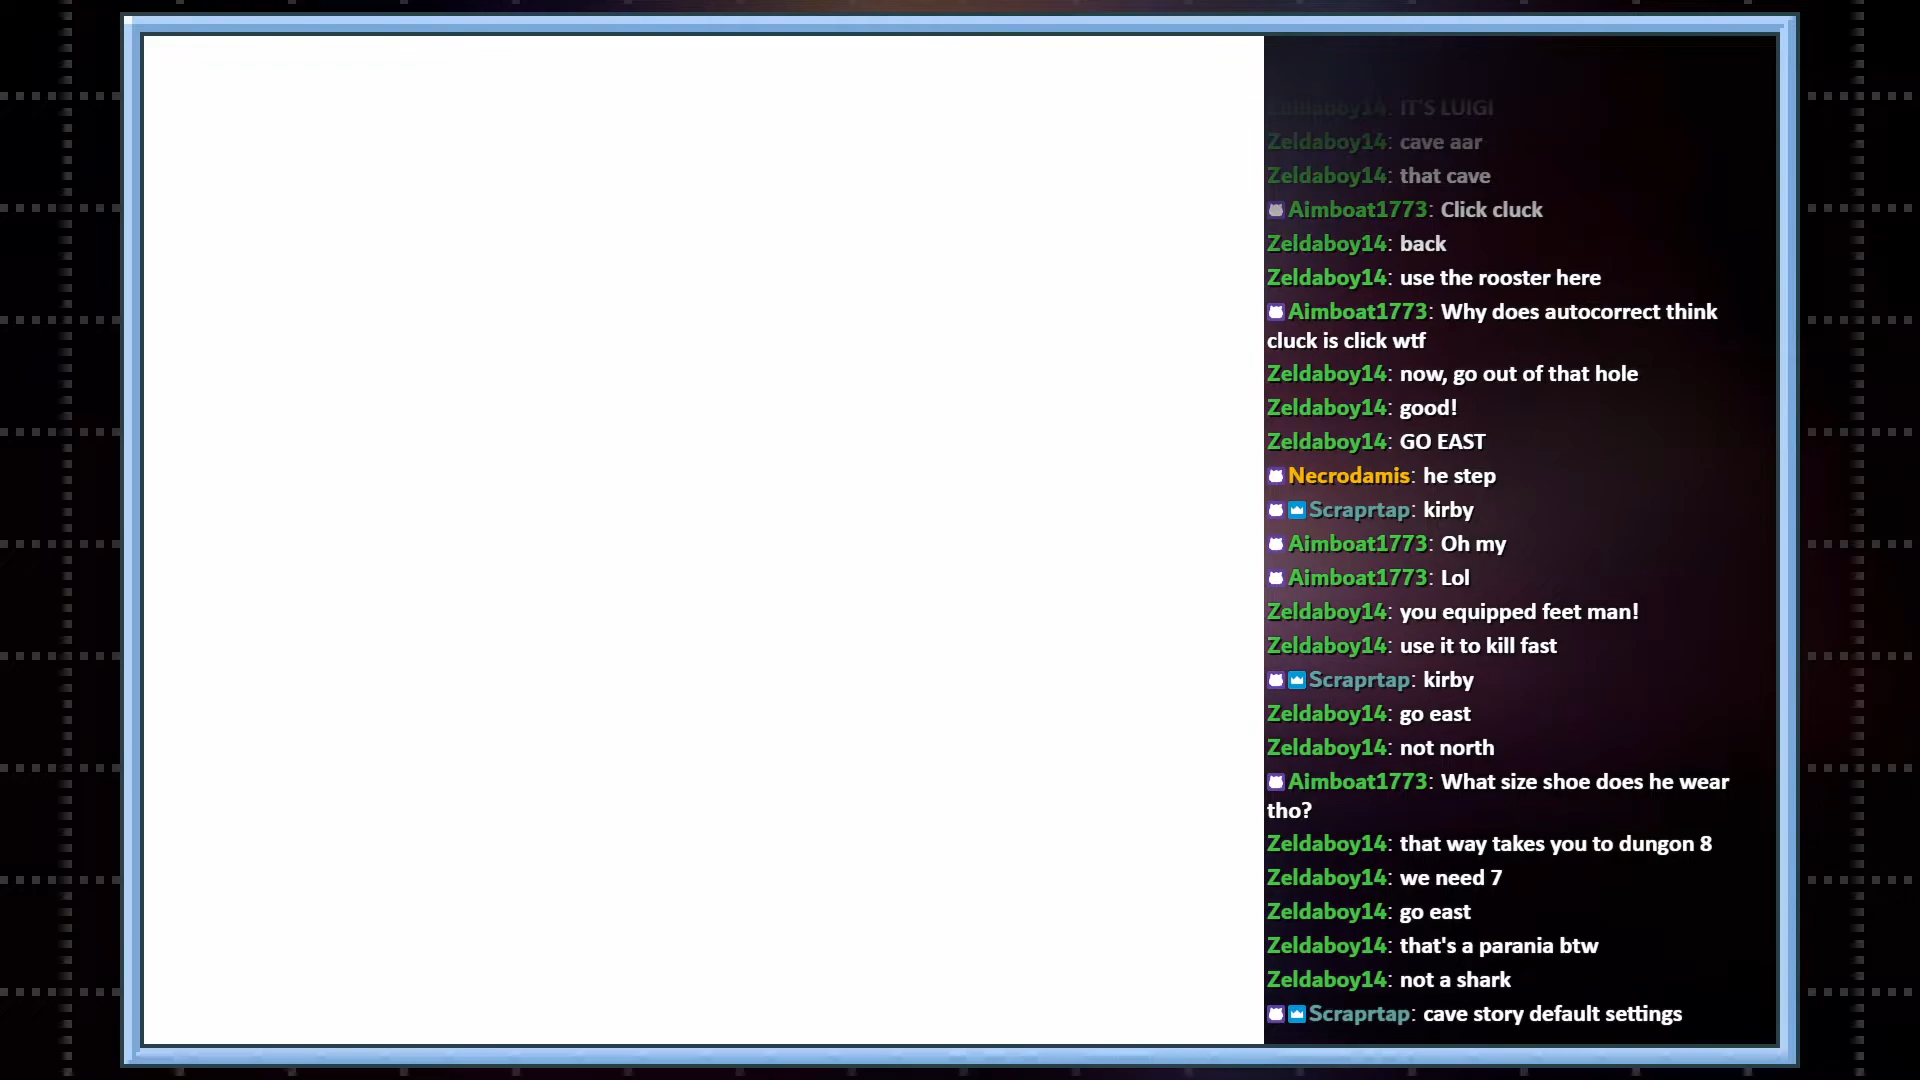 Zeldaboy14: IT'S LUIGI
Zeldaboy14: cave aar
Zeldaboy14: that cave
Aimboat1773: Click cluck
Zeldaboy14: back
Zeldaboy14: use the rooster here
Aimboat1773: Why does autocorrect think
cluck is click wtf
Zeldaboy14: now, go out of that hole
Zeldaboy14: good!
Zeldaboy14: GO EAST
Necrodamis: he step
Scraprtap: kirby
Aimboat1773: Oh my
Aimboat1773: Lol
Zeldaboy14: you equipped feet man!
Zeldaboy14: use it to kill fast
Scraprtap: kirby
Zeldaboy14: go east
Zeldaboy14: not north
Aimboat1773: What size shoe does he wear
tho?
Zeldaboy14: that way takes you to dungon 8
Zeldaboy14: we need 7
Zeldaboy14: go east
Zeldaboy14: that's a parania btw
Zeldaboy14: not a shark
Scraprtap: cave story default settings